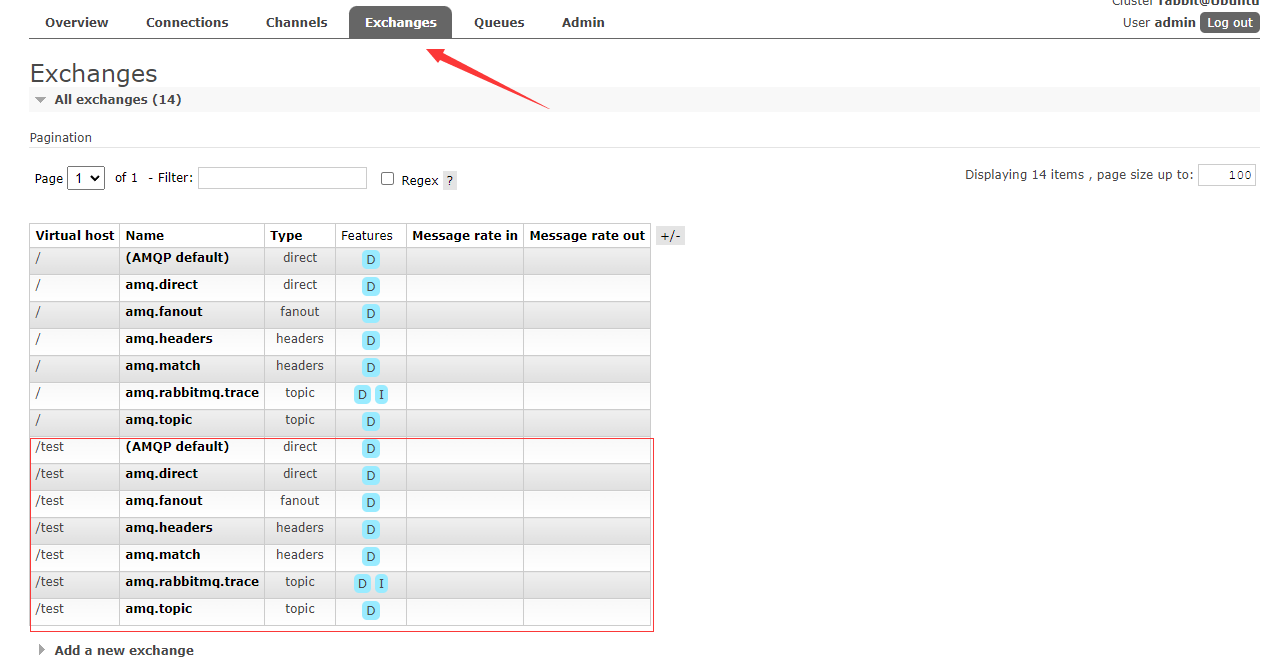 Cluster rabbit@Ubuntu
Overview Connections Channels Exchanges Queues Admin User admin Log out
Exchanges
All exchanges (14)
Pagination
Page 1 of 1 - Filter: Regex ? Displaying 14 items , page size up to: 100
Virtual host Name Type Features Message rate in Message rate out +/-
/ (AMQP default) direct D
/ amq.direct direct D
/ amq.fanout fanout D
/ amq.headers headers D
/ amq.match headers D
/ amq.rabbitmq.trace topic D I
/ amq.topic topic D
/test (AMQP default) direct D
/test amq.direct direct D
/test amq.fanout fanout D
/test amq.headers headers D
/test amq.match headers D
/test amq.rabbitmq.trace topic D I
/test amq.topic topic D
Add a new exchange